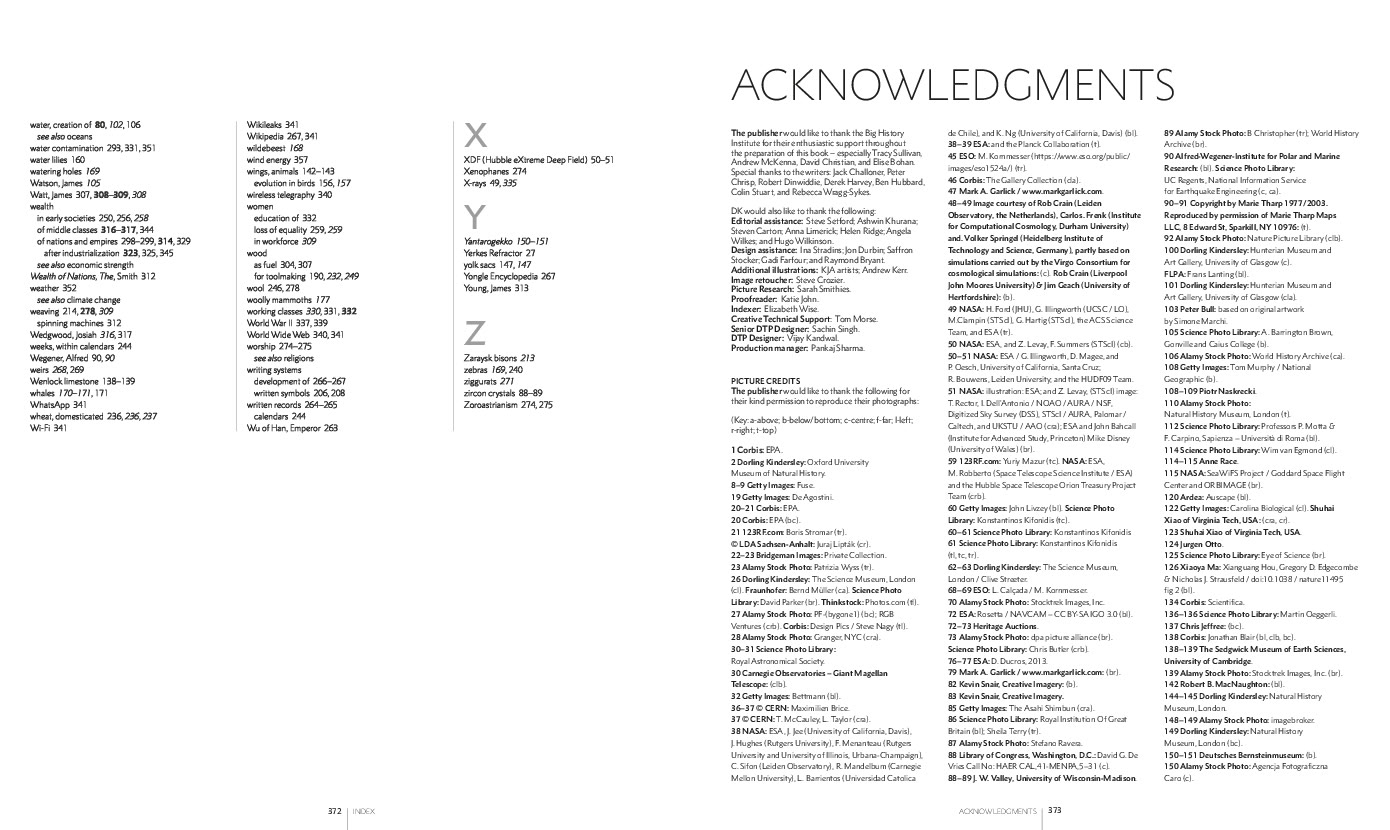 water, creation of 80, 102, 106
see also oceans
water contamination 293, 331, 351
water lilies 160
watering holes 169
Watson, James 105
Watt, James 307, 308–309, 308
wealth
in early societies 250, 256, 258
of middle classes 316–317, 344
of nations and empires 298–299, 314, 329
after industrialization 323, 325, 345
see also economic strength
Wealth of Nations, The, Smith 312
weather 352
see also climate change
weaving 214, 278, 309
spinning machines 312
Wedgwood, Josiah 316, 317
weeks, within calendars 244
Wegener, Alfred 90, 90
weirs 268, 269
Wenlock limestone 138–139
whales 170–171, 171
WhatsApp 341
wheat, domesticated 236, 236, 237
Wi-Fi 341
Wikileaks 341
Wikipedia 267, 341
wildebeest 168
wind energy 357
wings, animals 142–143
evolution in birds 156, 157
wireless telegraphy 340
women
education of 332
loss of equality 259, 259
in workforce 309
wood
as fuel 304, 307
for toolmaking 190, 232, 249
wool 246, 278
woolly mammoths 177
working classes 330, 331, 332
World War II 337, 339
World Wide Web 340, 341
worship 274–275
see also religions
writing systems
development of 266–267
written symbols 206, 208
written records 264–265
calendars 244
Wu of Han, Emperor 263
X
XDF (Hubble eXtreme Deep Field) 50–51
Xenophanes 274
X-rays 49, 335
Y
Yantarogekko 150–151
Yerkes Refractor 27
yolk sacs 147, 147
Yongle Encyclopedia 267
Young, James 313
Z
Zaraysk bisons 213
zebras 169, 240
ziggurats 271
zircon crystals 88–89
Zoroastrianism 274, 275
372 INDEX
ACKNOWLEDGMENTS
The publisher would like to thank the Big History
Institute for their enthusiastic support throughout
the preparation of this book – especially Tracy Sullivan,
Andrew McKenna, David Christian, and Elise Bohan.
Special thanks to the writers: Jack Challoner, Peter
Chrisp, Robert Dinwiddie, Derek Harvey, Ben Hubbard,
Colin Stuart, and Rebecca Wragg-Sykes.
DK would also like to thank the following:
Editorial assistance: Steve Setford; Ashwin Khurana;
Steven Carton; Anna Limerick; Helen Ridge; Angela
Wilkes; and Hugo Wilkinson.
Design assistance: Ina Stradins; Jon Durbin; Saffron
Stocker; Gadi Farfour; and Raymond Bryant.
Additional illustrations: KJA artists; Andrew Kerr.
Image retoucher: Steve Crozier.
Picture Research: Sarah Smithies.
Proofreader: Katie John.
Indexer: Elizabeth Wise.
Creative Technical Support: Tom Morse.
Senior DTP Designer: Sachin Singh.
DTP Designer: Vijay Kandwal.
Production manager: Pankaj Sharma.
PICTURE CREDITS
The publisher would like to thank the following for
their kind permission to reproduce their photographs:
(Key: a-above; b-below/bottom; c-centre; f-far; l-left;
r-right; t-top)
1 Corbis: EPA.
2 Dorling Kindersley: Oxford University
Museum of Natural History.
8–9 Getty Images: Fuse.
19 Getty Images: De Agostini.
20–21 Corbis: EPA.
20 Corbis: EPA (bc).
21 123RF.com: Boris Stromar (tr).
© LDA Sachsen-Anhalt: Juraj Lipták (cr).
22–23 Bridgeman Images: Private Collection.
23 Alamy Stock Photo: Patrizia Wyss (tr).
26 Dorling Kindersley: The Science Museum, London
(cl). Fraunhofer: Bernd Müller (ca). Science Photo
Library: David Parker (br). Thinkstock: Photos.com (tl).
27 Alamy Stock Photo: PF-(bygone1) (bc); RGB
Ventures (crb). Corbis: Design Pics / Steve Nagy (tl).
28 Alamy Stock Photo: Granger, NYC (cra).
30–31 Science Photo Library:
Royal Astronomical Society.
30 Carnegie Observatories – Giant Magellan
Telescope: (clb).
32 Getty Images: Bettmann (bl).
36–37 © CERN: Maximilien Brice.
37 © CERN: T. McCauley, L. Taylor (cra).
38 NASA: ESA, J. Jee (University of California, Davis),
J. Hughes (Rutgers University), F. Menanteau (Rutgers
University and University of Illinois, Urbana-Champaign),
C. Sifon (Leiden Observatory), R. Mandelbum (Carnegie
Mellon University), L. Barrientos (Universidad Catolica
de Chile), and K. Ng (University of California, Davis) (bl).
38–39 ESA: and the Planck Collaboration (t).
45 ESO: M. Kommesser (https://www.eso.org/public/
images/eso1524a/) (tr).
46 Corbis: The Gallery Collection (cla).
47 Mark A. Garlick / www.markgarlick.com.
48–49 Image courtesy of Rob Crain (Leiden
Observatory, the Netherlands), Carlos. Frenk (Institute
for Computational Cosmology, Durham University)
and. Volker Springel (Heidelberg Institute of
Technology and Science, Germany), partly based on
simulations carried out by the Virgo Consortium for
cosmological simulations: (c). Rob Crain (Liverpool
John Moores University) & Jim Geach (University of
Hertfordshire): (b).
49 NASA: H. Ford (JHU), G. Illingworth (UCSC / LO),
M.Clampin (STScI), G. Hartig (STScI), the ACS Science
Team, and ESA (tr).
50 NASA: ESA, and Z. Levay, F. Summers (STScI) (cb).
50–51 NASA: ESA / G. Illingworth, D. Magee, and
P. Oesch, University of California, Santa Cruz;
R. Bouwens, Leiden University, and the HUDF09 Team.
51 NASA: illustration: ESA; and Z. Levay, (STScI) image:
T. Rector, I. Dell'Antonio / NOAO / AURA / NSF,
Digitized Sky Survey (DSS), STScI / AURA, Palomar /
Caltech, and UKSTU / AAO (cra); ESA and John Bahcall
(Institute for Advanced Study, Princeton) Mike Disney
(University of Wales) (br).
59 123RF.com: Yuriy Mazur (tc). NASA: ESA,
M. Robberto (Space Telescope Science Institute / ESA)
and the Hubble Space Telescope Orion Treasury Project
Team (crb).
60 Getty Images: John Livzey (bl). Science Photo
Library: Konstantinos Kifonidis (tc).
60–61 Science Photo Library: Konstantinos Kifonidis
61 Science Photo Library: Konstantinos Kifonidis
(tl, tc, tr).
62–63 Dorling Kindersley: The Science Museum,
London / Clive Streeter.
68–69 ESO: L. Calçada / M. Kornmesser.
70 Alamy Stock Photo: Stocktrek Images, Inc.
72 ESA: Rosetta / NAVCAM – CC BY-SA IGO 3.0 (bl).
72–73 Heritage Auctions.
73 Alamy Stock Photo: dpa picture alliance (br).
Science Photo Library: Chris Butler (crb).
76–77 ESA: D. Ducros, 2013.
79 Mark A. Garlick / www.markgarlick.com: (br).
82 Kevin Snair, Creative Imagery: (b).
83 Kevin Snair, Creative Imagery.
85 Getty Images: The Asahi Shimbun (cra).
86 Science Photo Library: Royal Institution Of Great
Britain (bl); Sheila Terry (tr).
87 Alamy Stock Photo: Stefano Ravera.
88 Library of Congress, Washington, D.C.: David G. De
Vries Call No: HAER CAL,41-MENPA,5–31 (c).
88–89 J. W. Valley, University of Wisconsin-Madison.
89 Alamy Stock Photo: B Christopher (tr); World History
Archive (br).
90 Alfred-Wegener-Institute for Polar and Marine
Research: (bl). Science Photo Library:
UC Regents, National Information Service
for Earthquake Engineering (c, ca).
90–91 Copyright by Marie Tharp 1977/2003.
Reproduced by permission of Marie Tharp Maps
LLC, 8 Edward St, Sparkill, NY 10976: (t).
92 Alamy Stock Photo: Nature Picture Library (clb).
100 Dorling Kindersley: Hunterian Museum and
Art Gallery, University of Glasgow (c).
FLPA: Frans Lanting (bl).
101 Dorling Kindersley: Hunterian Museum and
Art Gallery, University of Glasgow (cla).
103 Peter Bull: based on original artwork
by Simone Marchi.
105 Science Photo Library: A. Barrington Brown,
Gonville and Caius College (b).
106 Alamy Stock Photo: World History Archive (ca).
108 Getty Images: Tom Murphy / National
Geographic (b).
108–109 Piotr Naskrecki.
110 Alamy Stock Photo:
Natural History Museum, London (t).
112 Science Photo Library: Professors P. Motta &
F. Carpino, Sapienza – Università di Roma (bl).
114 Science Photo Library: Wim van Egmond (cl).
114–115 Anne Race.
115 NASA: SeaWiFS Project / Goddard Space Flight
Center and ORBIMAGE (br).
120 Ardea: Auscape (bl).
122 Getty Images: Carolina Biological (cl). Shuhai
Xiao of Virginia Tech, USA: (cra, cr).
123 Shuhai Xiao of Virginia Tech, USA.
124 Jurgen Otto.
125 Science Photo Library: Eye of Science (br).
126 Xiaoya Ma: Xianguang Hou, Gregory D. Edgecombe
& Nicholas J. Strausfeld / doi:10.1038 / nature11495
fig 2 (bl).
134 Corbis: Scientifica.
136–136 Science Photo Library: Martin Oeggerli.
137 Chris Jeffree: (bc).
138 Corbis: Jonathan Blair (bl, clb, bc).
138–139 The Sedgwick Museum of Earth Sciences,
University of Cambridge.
139 Alamy Stock Photo: Stocktrek Images, Inc. (br).
142 Robert B. MacNaughton: (bl).
144–145 Dorling Kindersley: Natural History
Museum, London.
148–149 Alamy Stock Photo: imagebroker.
149 Dorling Kindersley: Natural History
Museum, London (bc).
150–151 Deutsches Bernsteinmuseum: (b).
150 Alamy Stock Photo: Agencja Fotograficzna
Caro (c).
ACKNOWLEDGMENTS 373